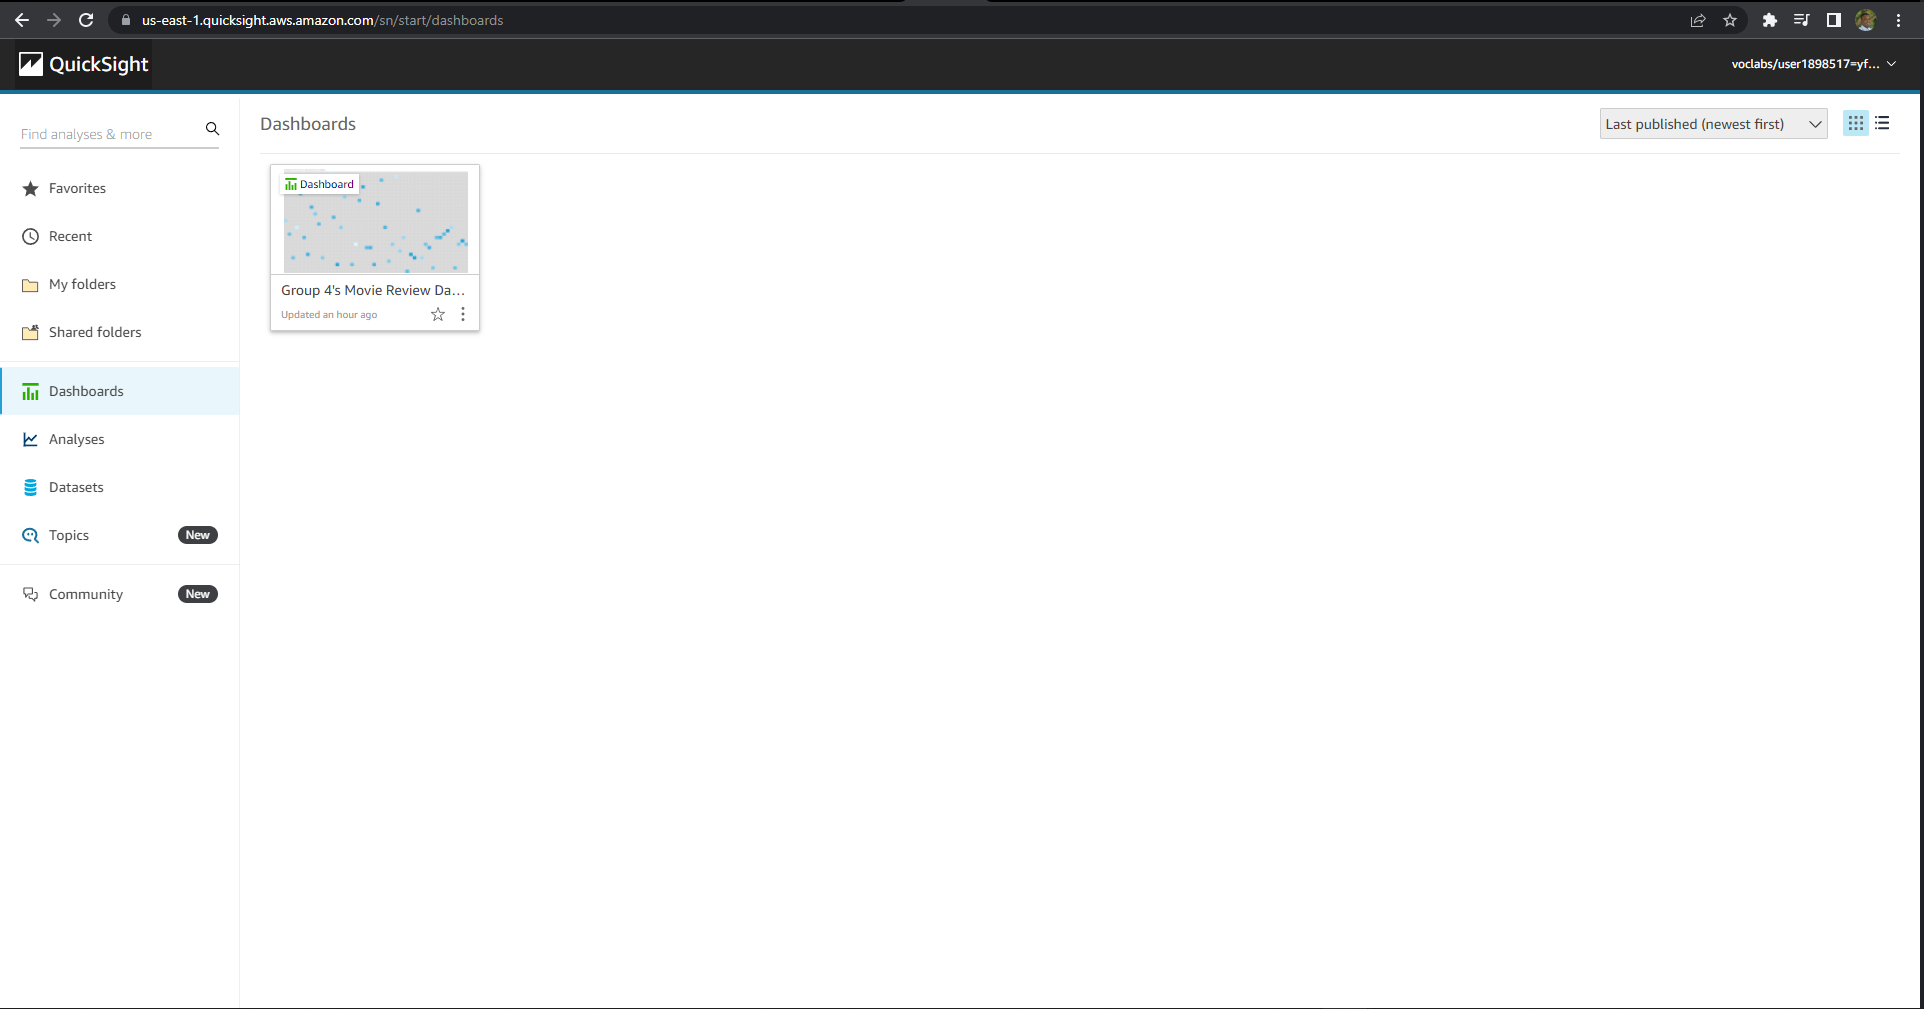 us-east-1.quicksight.aws.amazon.com/sn/start/dashboards
QuickSight
voclabs/user1898517=yf...
Find analyses & more
Favorites
Recent
My folders
Shared folders
Dashboards
Analyses
Datasets
Topics New
Community New
Dashboards
Last published (newest first)
Dashboard
Group 4's Movie Review Da...
Updated an hour ago